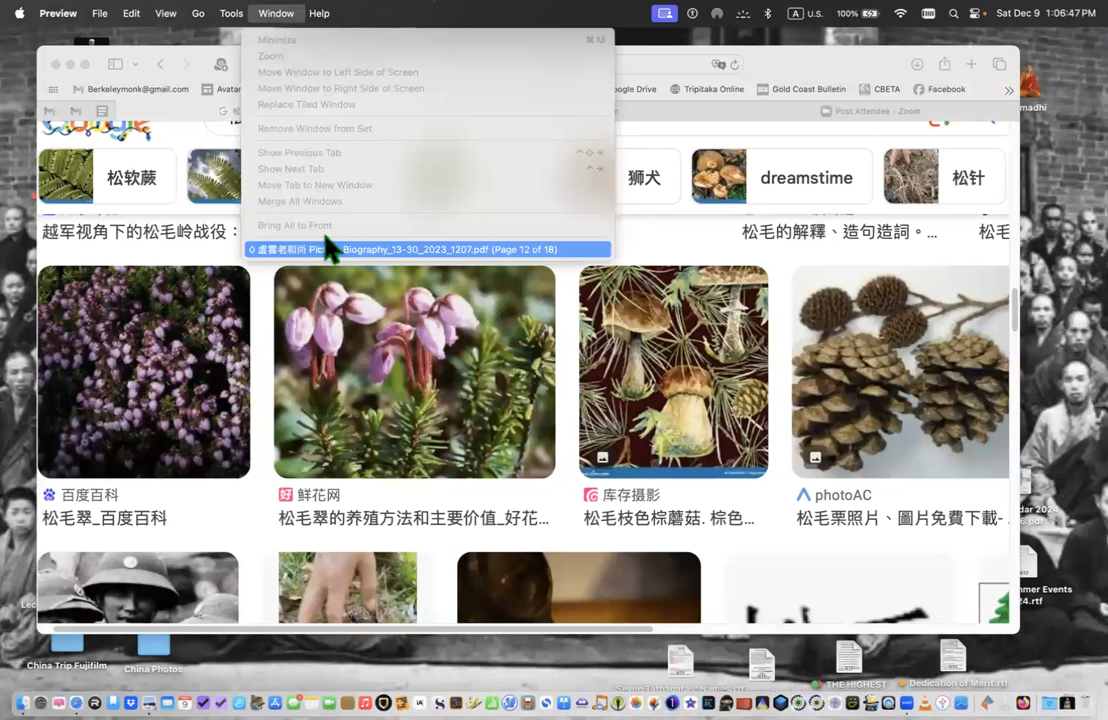 Preview File Edit View Go Tools Window Help
A U.S. 100% Sat Dec 9 1:06:47 PM
Minimize ⌘ M
Zoom
Move Window to Left Side of Screen
Move Window to Right Side of Screen
Replace Tiled Window
Remove Window from Set
Show Previous Tab
Show Next Tab
Move Tab to New Window
Merge All Windows
Bring All to Front
虛雲老和尚 Biography_13-30_2023_1207.pdf (Page 12 of 18)
Berkeleymonk@gmail.com Avatar
Drive Tripitaka Online Gold Coast Bulletin CBETA Facebook
Post Attendee - Zoom
松软蕨
狮犬
dreamstime
松针
越军视角下的松毛岭战役：
松毛的解釋、造句造詞。...
松毛
百度百科
松毛翠_百度百科
鲜花网
松毛翠的养殖方法和主要价值_好花...
库存摄影
松毛枝色棕蘑菇. 棕色...
photoAC
松毛栗照片、圖片免費下載-
China Trip Fujifilm
China Photos
THE HIGHEST
Dedication of Merit.rtf